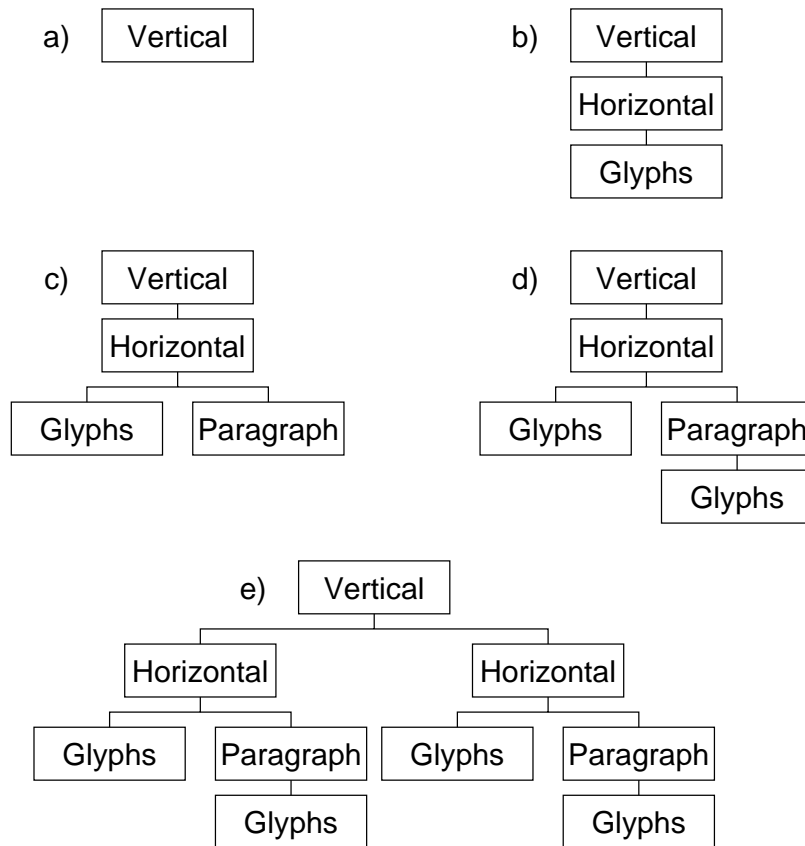 a) Vertical
b) Vertical
Horizontal
Glyphs
c) Vertical
Horizontal
Glyphs Paragraph
d) Vertical
Horizontal
Glyphs Paragraph
Glyphs
e) Vertical
Horizontal Horizontal
Glyphs Paragraph Glyphs Paragraph
Glyphs Glyphs